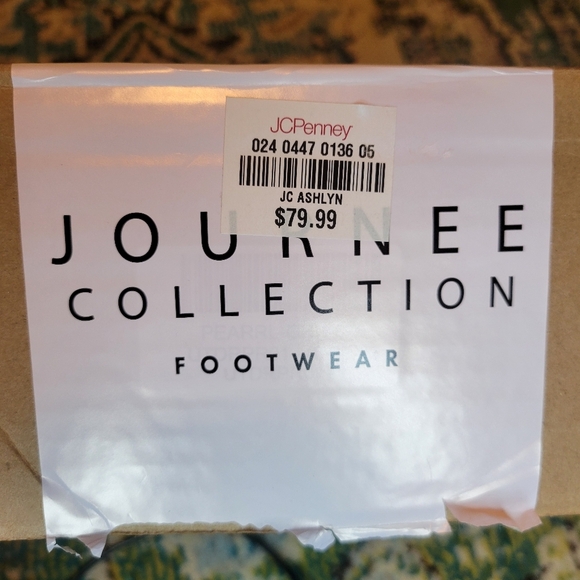 JCPenney
024 0447 0136 05
JC ASHLYN
$79.99
JOURNEE
COLLECTION
FOOTWEAR